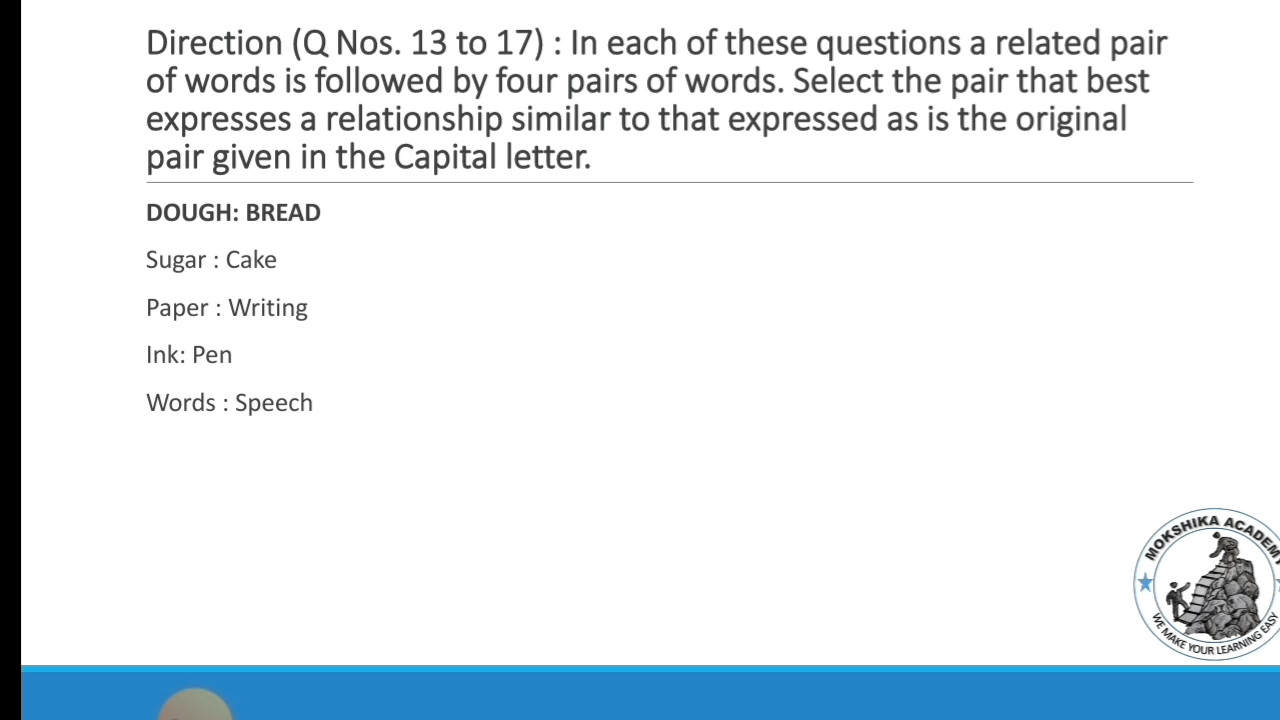 Direction (Q Nos. 13 to 17) : In each of these questions a related pair
of words is followed by four pairs of words. Select the pair that best
expresses a relationship similar to that expressed as is the original
pair given in the Capital letter.
DOUGH: BREAD
Sugar : Cake
Paper : Writing
Ink: Pen
Words : Speech
MOKSHIKA ACADEMY
WE MAKE YOUR LEARNING EASY